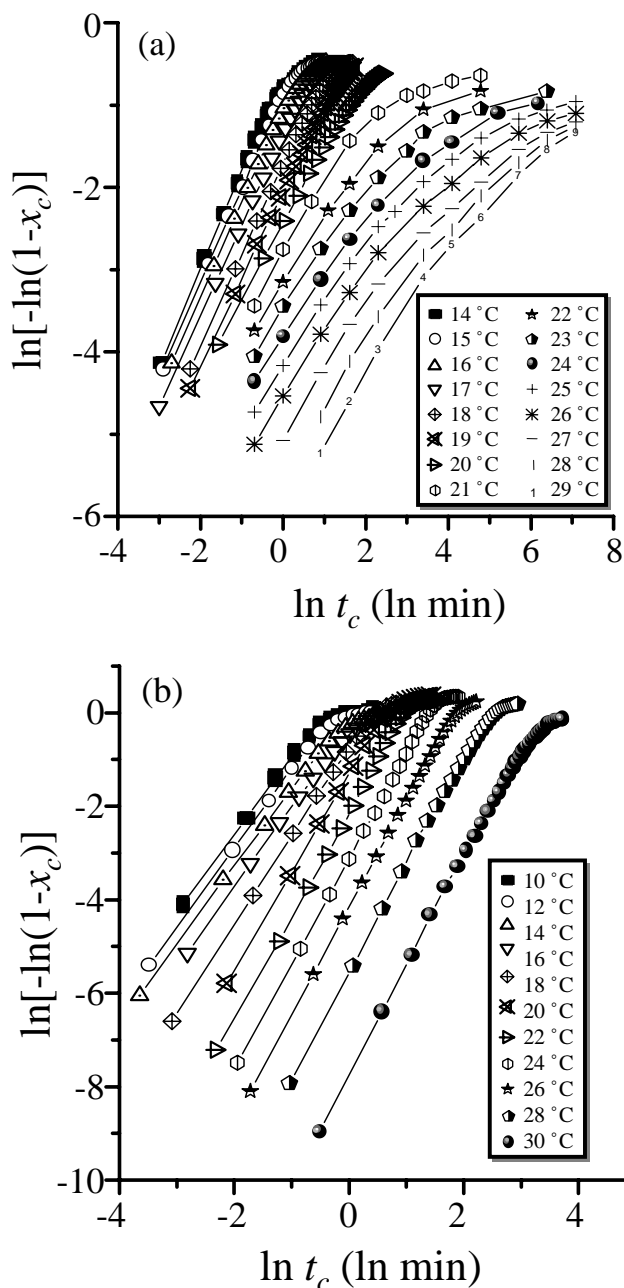 (a)
0
-2
-4
-6
ln[-ln(1-x_c)]
-4 -2 0 2 4 6 8
ln t_c (ln min)
1 2 3 4 5 6 7 8 9
14 °C 22 °C
15 °C 23 °C
16 °C 24 °C
17 °C 25 °C
18 °C 26 °C
19 °C 27 °C
20 °C 28 °C
21 °C 1 29 °C
(b)
0
-2
-4
-6
-8
-10
ln[-ln(1-x_c)]
-4 -2 0 2 4
ln t_c (ln min)
10 °C
12 °C
14 °C
16 °C
18 °C
20 °C
22 °C
24 °C
26 °C
28 °C
30 °C